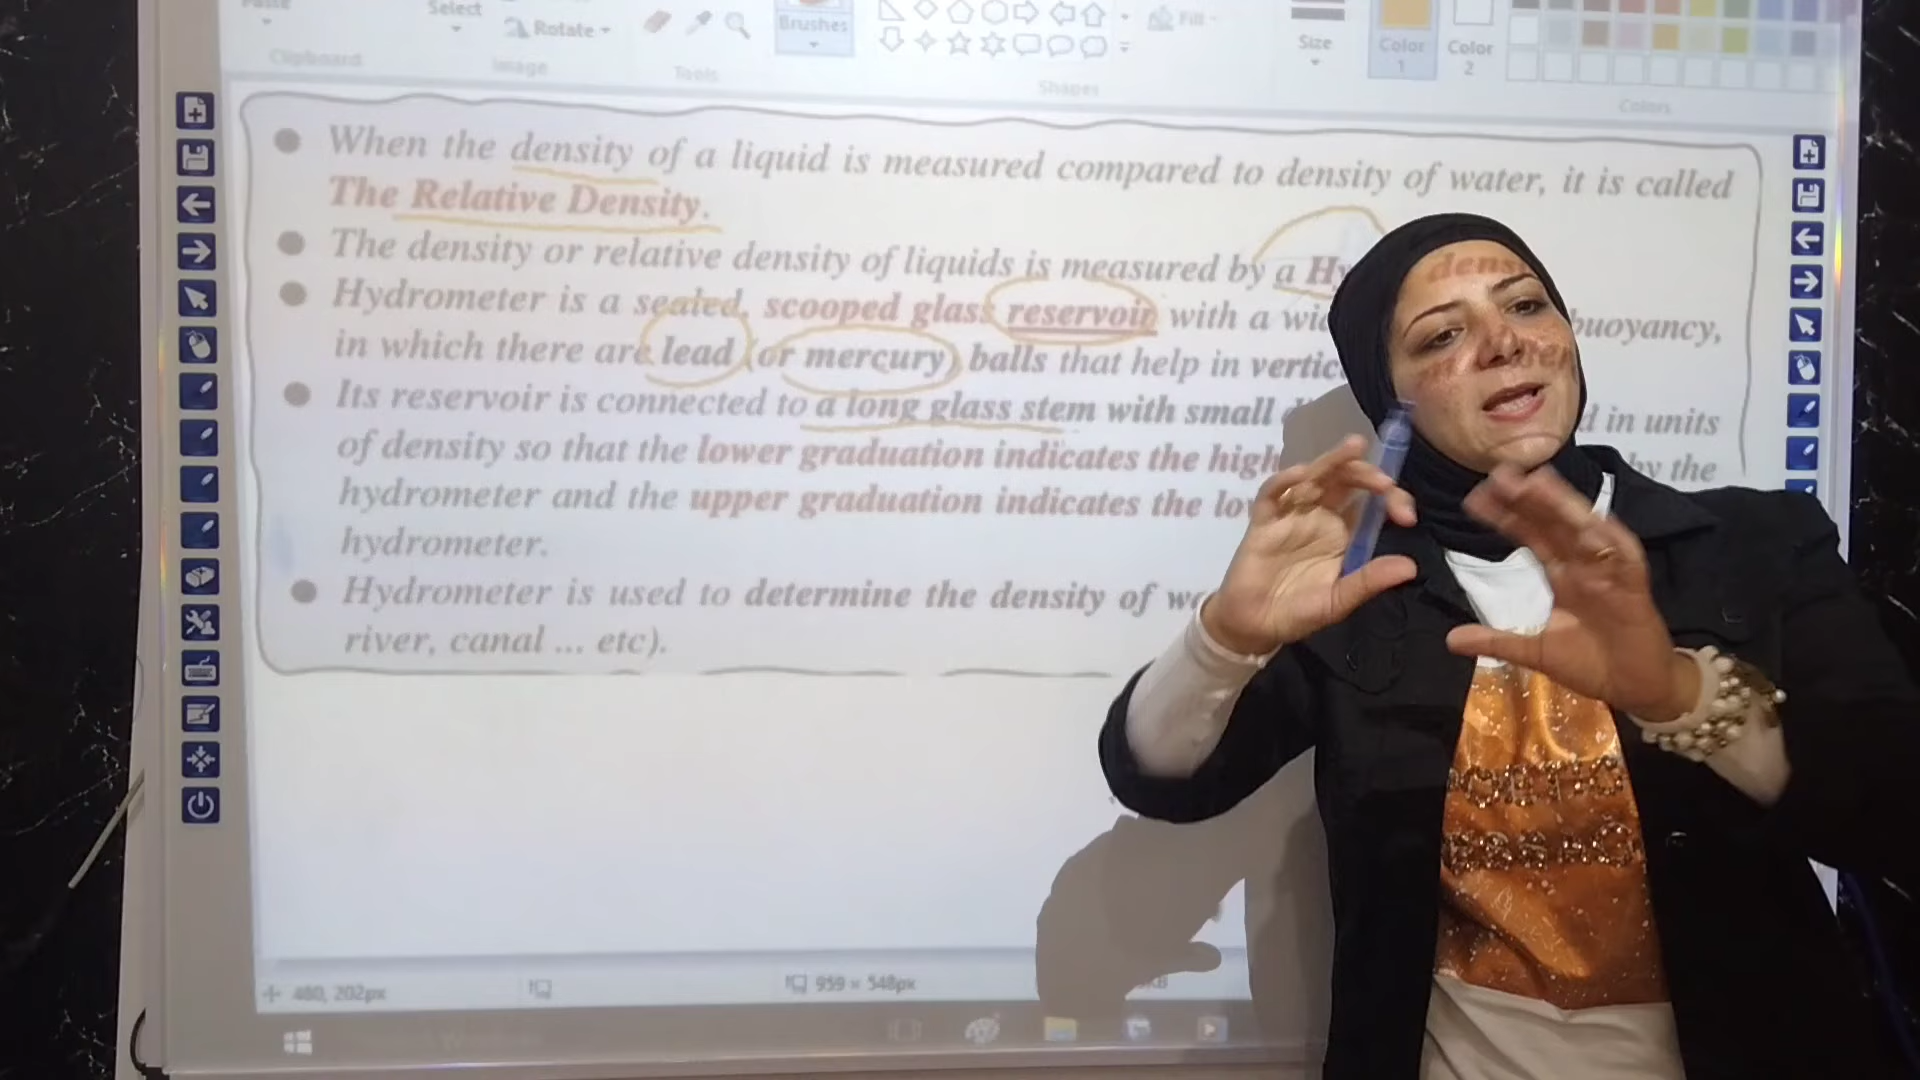 Paste
Select
Rotate
Brushes
Fill
Size
Color
1
Color
2
Clipboard
Image
Tools
Shapes
Colors
● When the density of a liquid is measured compared to density of water, it is called
The Relative Density.
● The density or relative density of liquids is measured by a Hy dens
● Hydrometer is a sealed, scooped glass reservoir with a wi buoyancy,
in which there are lead (or mercury) balls that help in vertic
● Its reservoir is connected to a long glass stem with small d d in units
of density so that the lower graduation indicates the high by the
hydrometer and the upper graduation indicates the lo
hydrometer.
● Hydrometer is used to determine the density of w
river, canal ... etc).
480, 202px
959 × 548px
KB